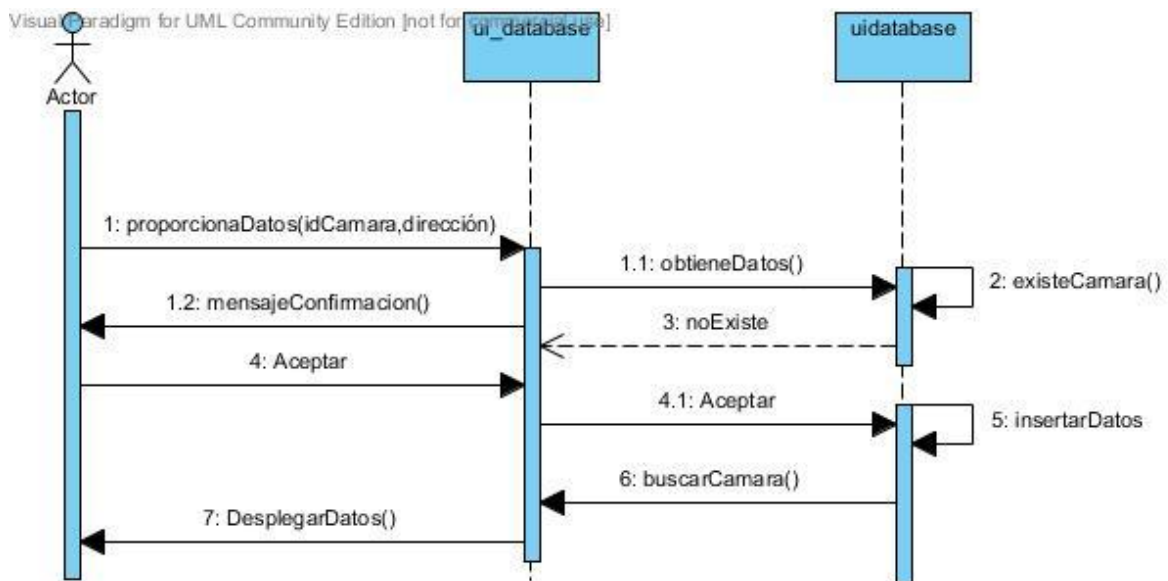 Visual Paradigm for UML Community Edition [not for commercial use]
ui_database
uidatabase
Actor
1: proporcionaDatos(idCamara,dirección)
1.1: obtieneDatos()
2: existeCamara()
1.2: mensajeConfirmacion()
3: noExiste
4: Aceptar
4.1: Aceptar
5: insertarDatos
6: buscarCamara()
7: DesplegarDatos()